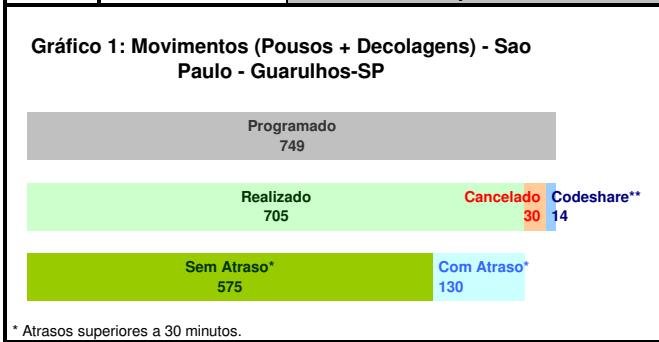 Gráfico 1: Movimentos (Pousos + Decolagens) - Sao
Paulo - Guarulhos-SP
Programado
749
Realizado Cancelado Codeshare**
705 30 14
Sem Atraso* Com Atraso*
575 130
* Atrasos superiores a 30 minutos.